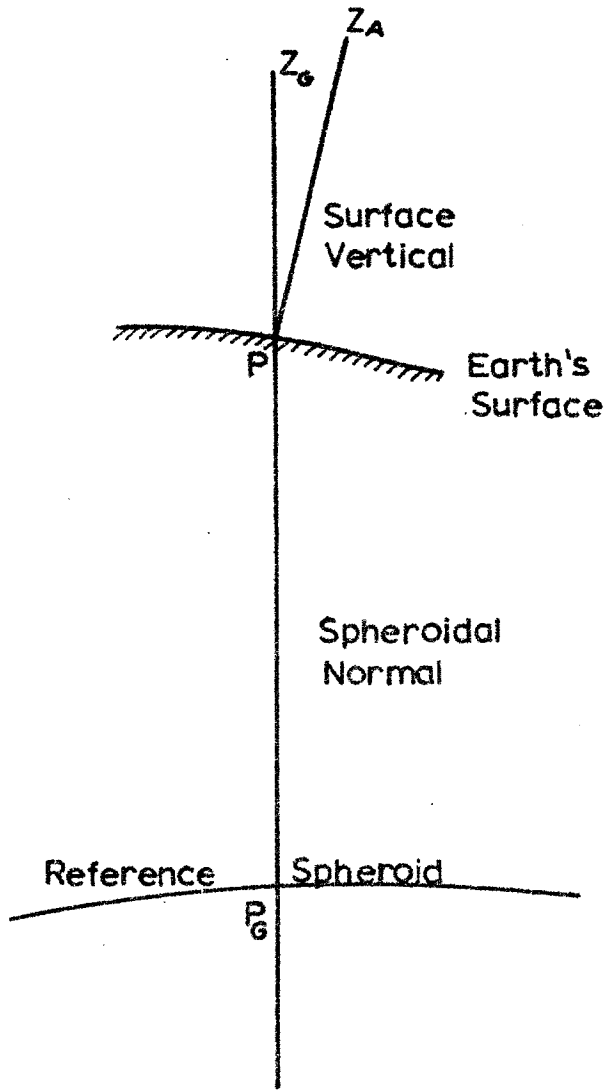 Z_A
Z_G
Surface
Vertical
P
Earth's
Surface
Spheroidal
Normal
Reference Spheroid
P_G